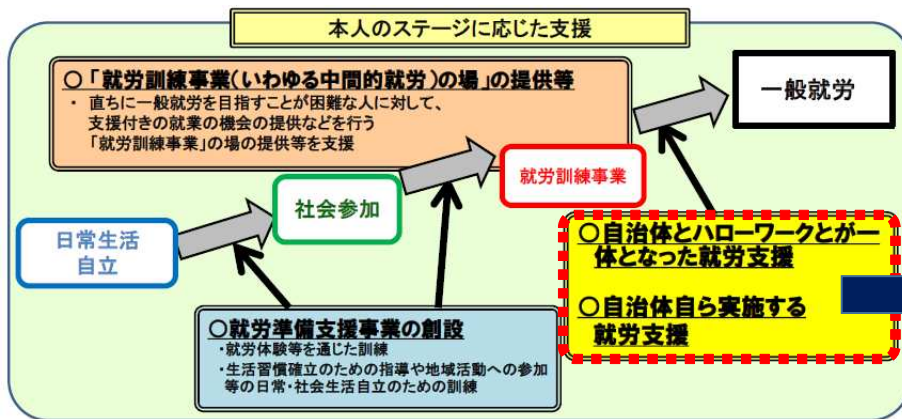 本人のステージに応じた支援
○「就労訓練事業(いわゆる中間的就労)の場」の提供等
・ 直ちに一般就労を目指すことが困難な人に対して、
支援付きの就業の機会の提供などを行う
「就労訓練事業」の場の提供等を支援
一般就労
就労訓練事業
社会参加
日常生活
自立
○自治体とハローワークとが一
体となった就労支援
○自治体自ら実施する
就労支援
○就労準備支援事業の創設
・就労体験等を通じた訓練
・生活習慣確立のための指導や地域活動への参加
等の日常・社会生活自立のための訓練